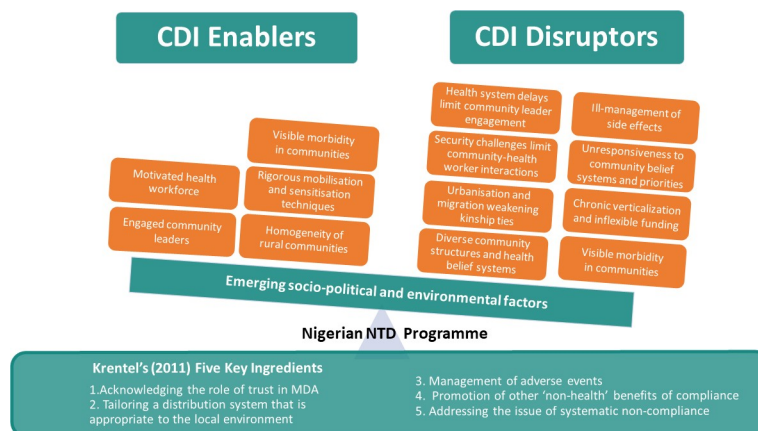 CDI Enablers
Visible morbidity
in communities
Motivated health
workforce
Rigorous mobilisation
and sensitisation
techniques
Engaged community
leaders
Homogeneity of
rural communities
CDI Disruptors
Health system delays
limit community leader
engagement
Ill-management of
side effects
Security challenges limit
community-health
worker interactions
Unresponsiveness to
community belief
systems and priorities
Urbanisation and
migration weakening
kinship ties
Chronic verticalization
and inflexible funding
Diverse community
structures and health
belief systems
Visible morbidity
in communities
Emerging socio-political and environmental factors
Nigerian NTD Programme
Krentel's (2011) Five Key Ingredients
1.Acknowledging the role of trust in MDA
2. Tailoring a distribution system that is
appropriate to the local environment
3. Management of adverse events
4. Promotion of other 'non-health' benefits of compliance
5. Addressing the issue of systematic non-compliance